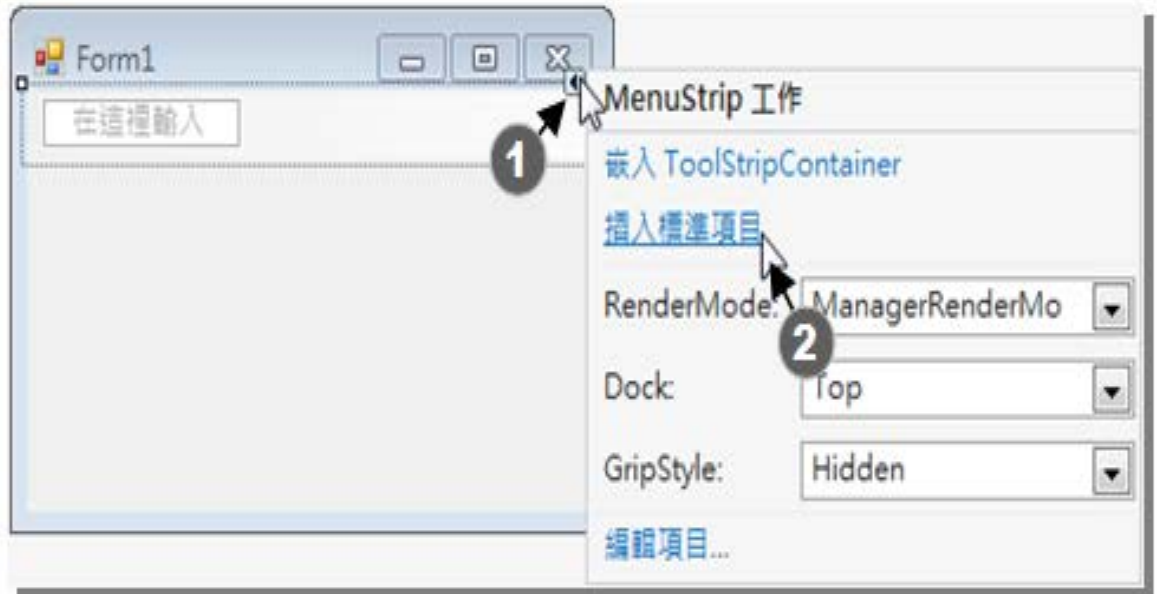 Form1
在這裡輸入
1
MenuStrip 工作
嵌入 ToolStripContainer
插入標準項目
2
RenderMode: ManagerRenderMo
Dock: Top
GripStyle: Hidden
編輯項目...